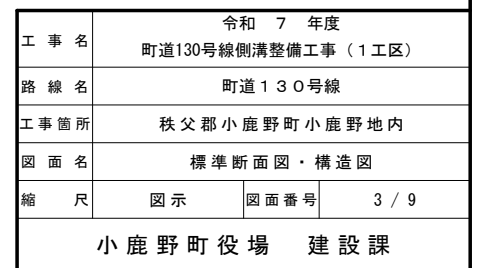 令和 7 年度
工事名 町道130号線側溝整備工事（1工区）
路線名 町道130号線
工事箇所 秩父郡小鹿野町小鹿野地内
図面名 標準断面図・構造図
縮尺 図示 図面番号 3 / 9
小鹿野町役場 建設課